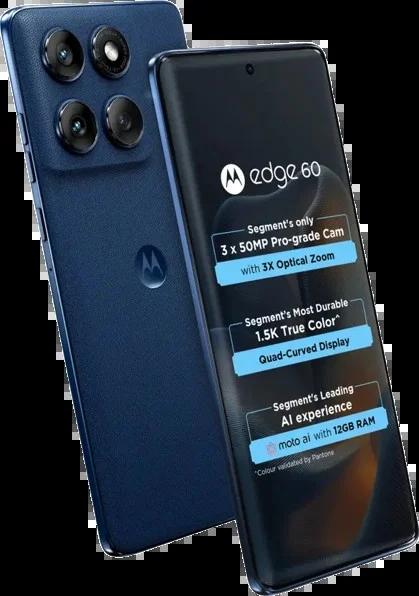 edge 60
Segment's only
3 x 50MP Pro-grade Cam
with 3X Optical Zoom
Segment's Most Durable
1.5K True Color^
Quad-Curved Display
Segment's Leading
AI experience
moto ai with 12GB RAM
^Colour validated by Pantone